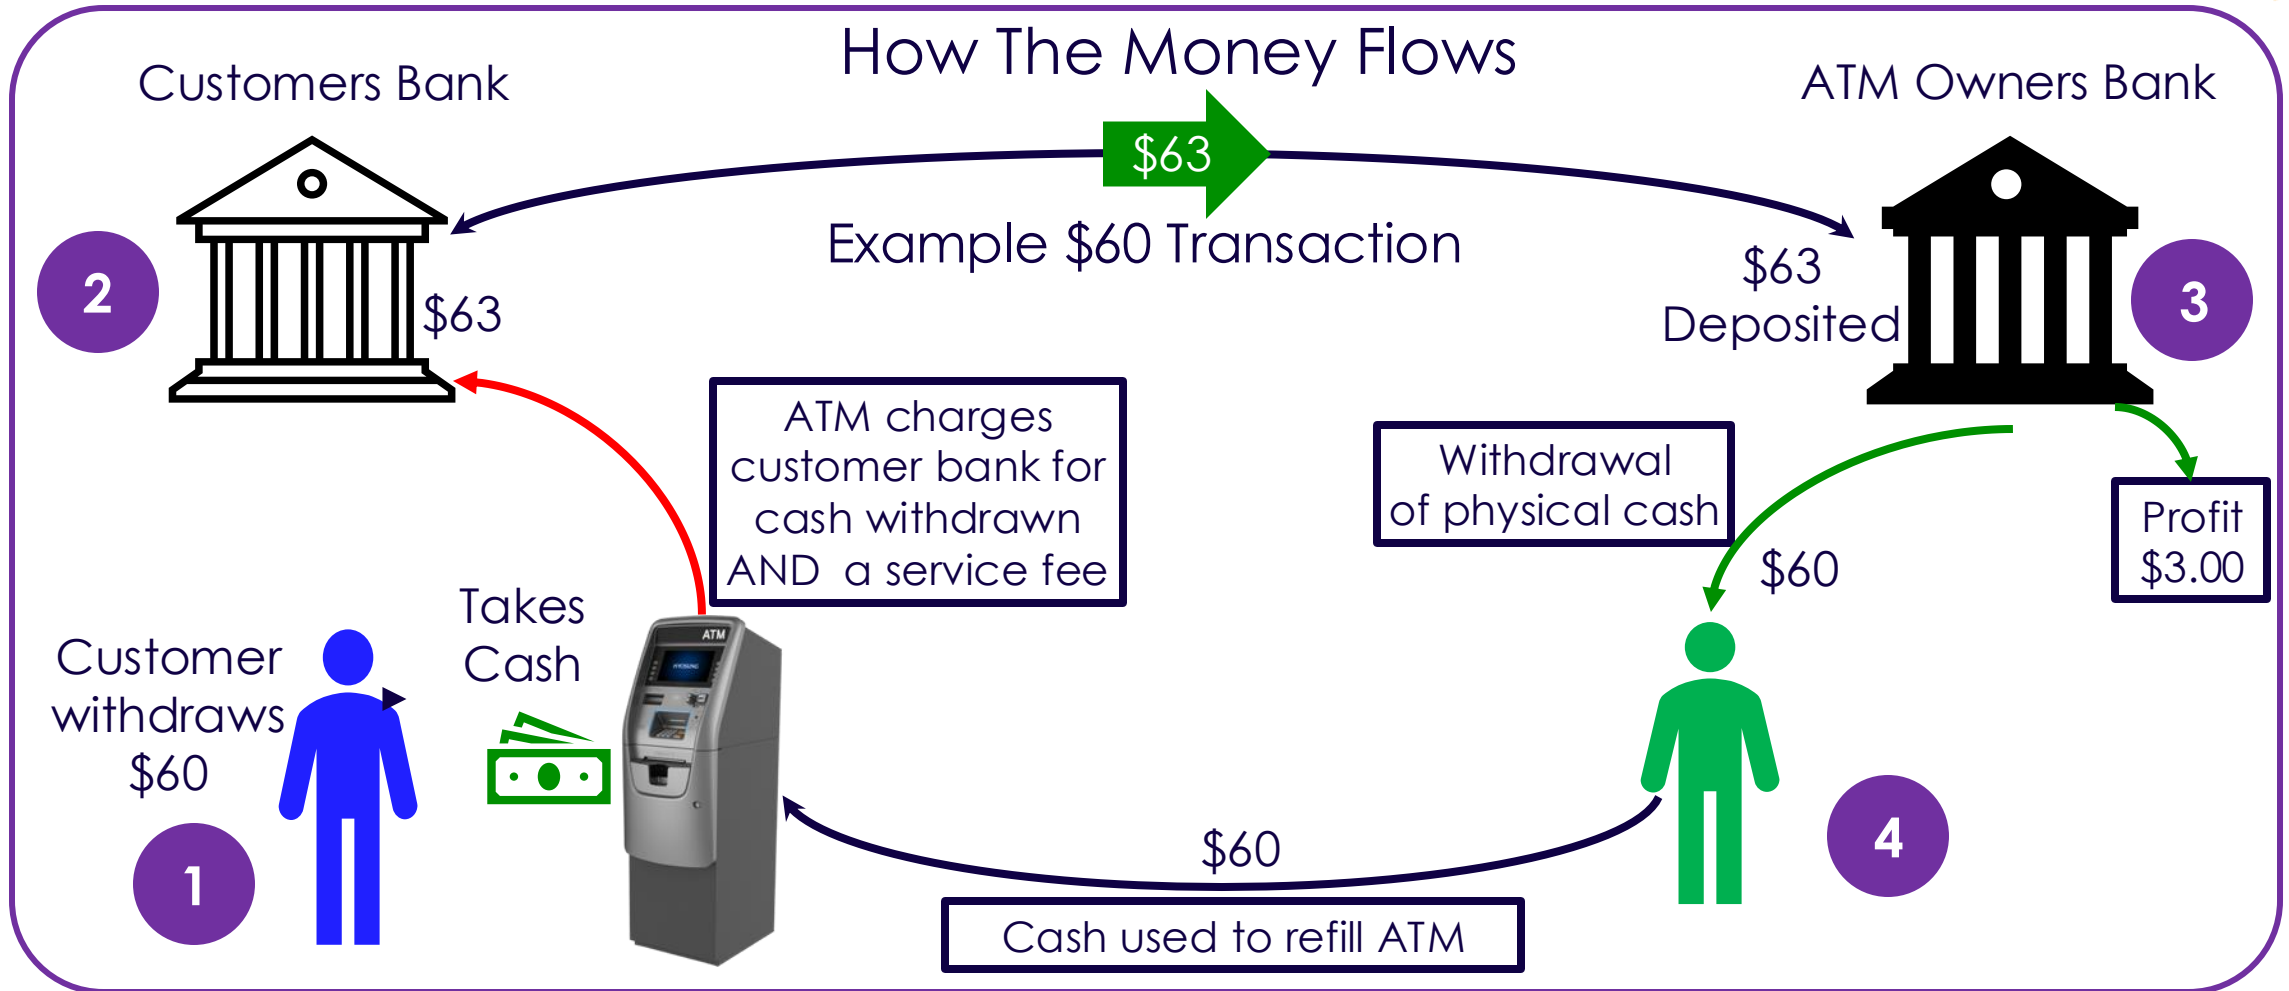 How The Money Flows
Customers Bank
ATM Owners Bank
$63
Example $60 Transaction
2
$63
$63
Deposited
3
ATM charges
customer bank for
cash withdrawn
AND a service fee
Withdrawal
of physical cash
$60
Profit
$3.00
Takes
Cash
Customer
withdraws
$60
1
ATM
HYOSUNG
$60
4
Cash used to refill ATM